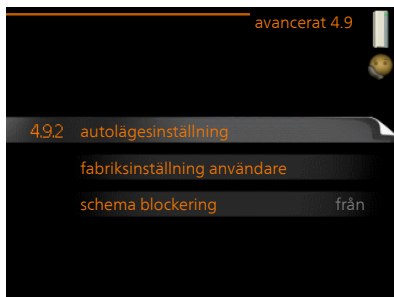 avancerat 4.9
4.9.2 autolägesinställning
fabriksinställning användare
schema blockering från